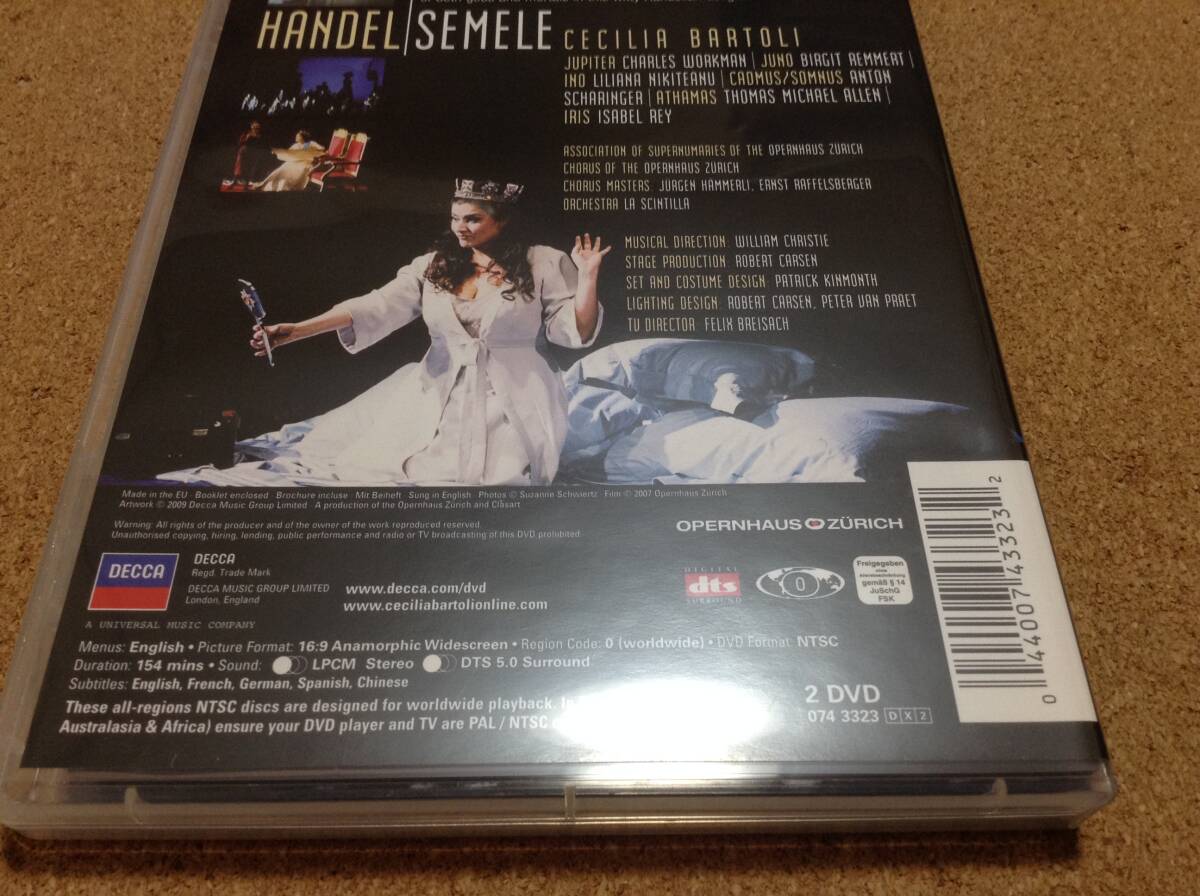 HANDEL | SEMELE CECILIA BARTOLI
JUPITER CHARLES WORKMAN | JUNO BIRGIT REMMERT |
INO LILIANA NIKITEANU | CADMUS/SOMNUS ANTON
SCHARINGER | ATHAMAS THOMAS MICHAEL ALLEN |
IRIS ISABEL REY
ASSOCIATION OF SUPERNUMARIES OF THE OPERNHAUS ZÜRICH
CHORUS OF THE OPERNHAUS ZÜRICH
CHORUS MASTERS: JÜRGEN HÄMMERLI, ERNST RAFFELSBERGER
ORCHESTRA LA SCINTILLA
MUSICAL DIRECTION: WILLIAM CHRISTIE
STAGE PRODUCTION: ROBERT CARSEN
SET AND COSTUME DESIGN: PATRICK KINMONTH
LIGHTING DESIGN: ROBERT CARSEN, PETER VAN PRAET
TV DIRECTOR: FELIX BREISACH
Made in the EU · Booklet enclosed · Brochure incluse · Mit Beiheft · Sung in English · Photos © Suzanne Schwiertz · Film © 2007 Opernhaus Zürich
Artwork © 2009 Decca Music Group Limited · A production of the Opernhaus Zürich and Clasart
Warning: All rights of the producer and of the owner of the work reproduced reserved.
Unauthorised copying, hiring, lending, public performance and radio or TV broadcasting of this DVD prohibited.
OPERNHAUS ZÜRICH
DECCA
DECCA
Regd. Trade Mark
DECCA MUSIC GROUP LIMITED
London, England
www.decca.com/dvd
www.ceciliabartolionline.com
DIGITAL
dts
SURROUND
0
Freigegeben
ohne
Altersbeschränkung
gemäß § 14
JuSchG
FSK
A UNIVERSAL MUSIC COMPANY
Menus: English • Picture Format: 16:9 Anamorphic Widescreen • Region Code: 0 (worldwide) • DVD Format: NTSC
Duration: 154 mins • Sound: LPCM Stereo DTS 5.0 Surround
Subtitles: English, French, German, Spanish, Chinese
These all-regions NTSC discs are designed for worldwide playback.
Australasia & Africa) ensure your DVD player and TV are PAL / NTSC
2 DVD
074 3323 DX2
0 44007 43323 2